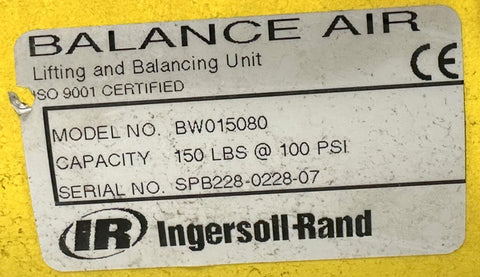 BALANCE AIR
Lifting and Balancing Unit
ISO 9001 CERTIFIED
CE
MODEL NO. BW015080
CAPACITY 150 LBS @ 100 PSI
SERIAL NO. SPB228-0228-07
IR Ingersoll-Rand